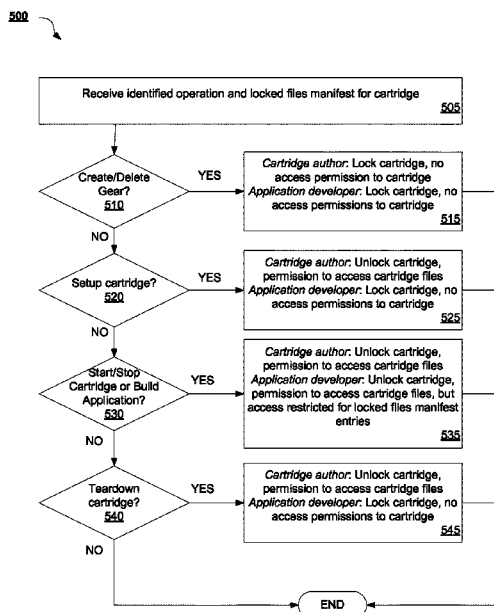 500
Receive identified operation and locked files manifest for cartridge
505
Create/Delete
Gear?
510
YES
Cartridge author: Lock cartridge, no
access permission to cartridge
Application developer: Lock cartridge, no
access permissions to cartridge
515
NO
Setup cartridge?
520
YES
Cartridge author: Unlock cartridge,
permission to access cartridge files
Application developer: Lock cartridge, no
access permissions to cartridge
525
NO
Start/Stop
Cartridge or Build
Application?
530
YES
Cartridge author: Unlock cartridge,
permission to access cartridge files
Application developer: Unlock cartridge,
permission to access cartridge files, but
access restricted for locked files manifest
entries
535
NO
Teardown
cartridge?
540
YES
Cartridge author: Unlock cartridge,
permission to access cartridge files
Application developer: Lock cartridge, no
access permissions to cartridge
545
NO
END